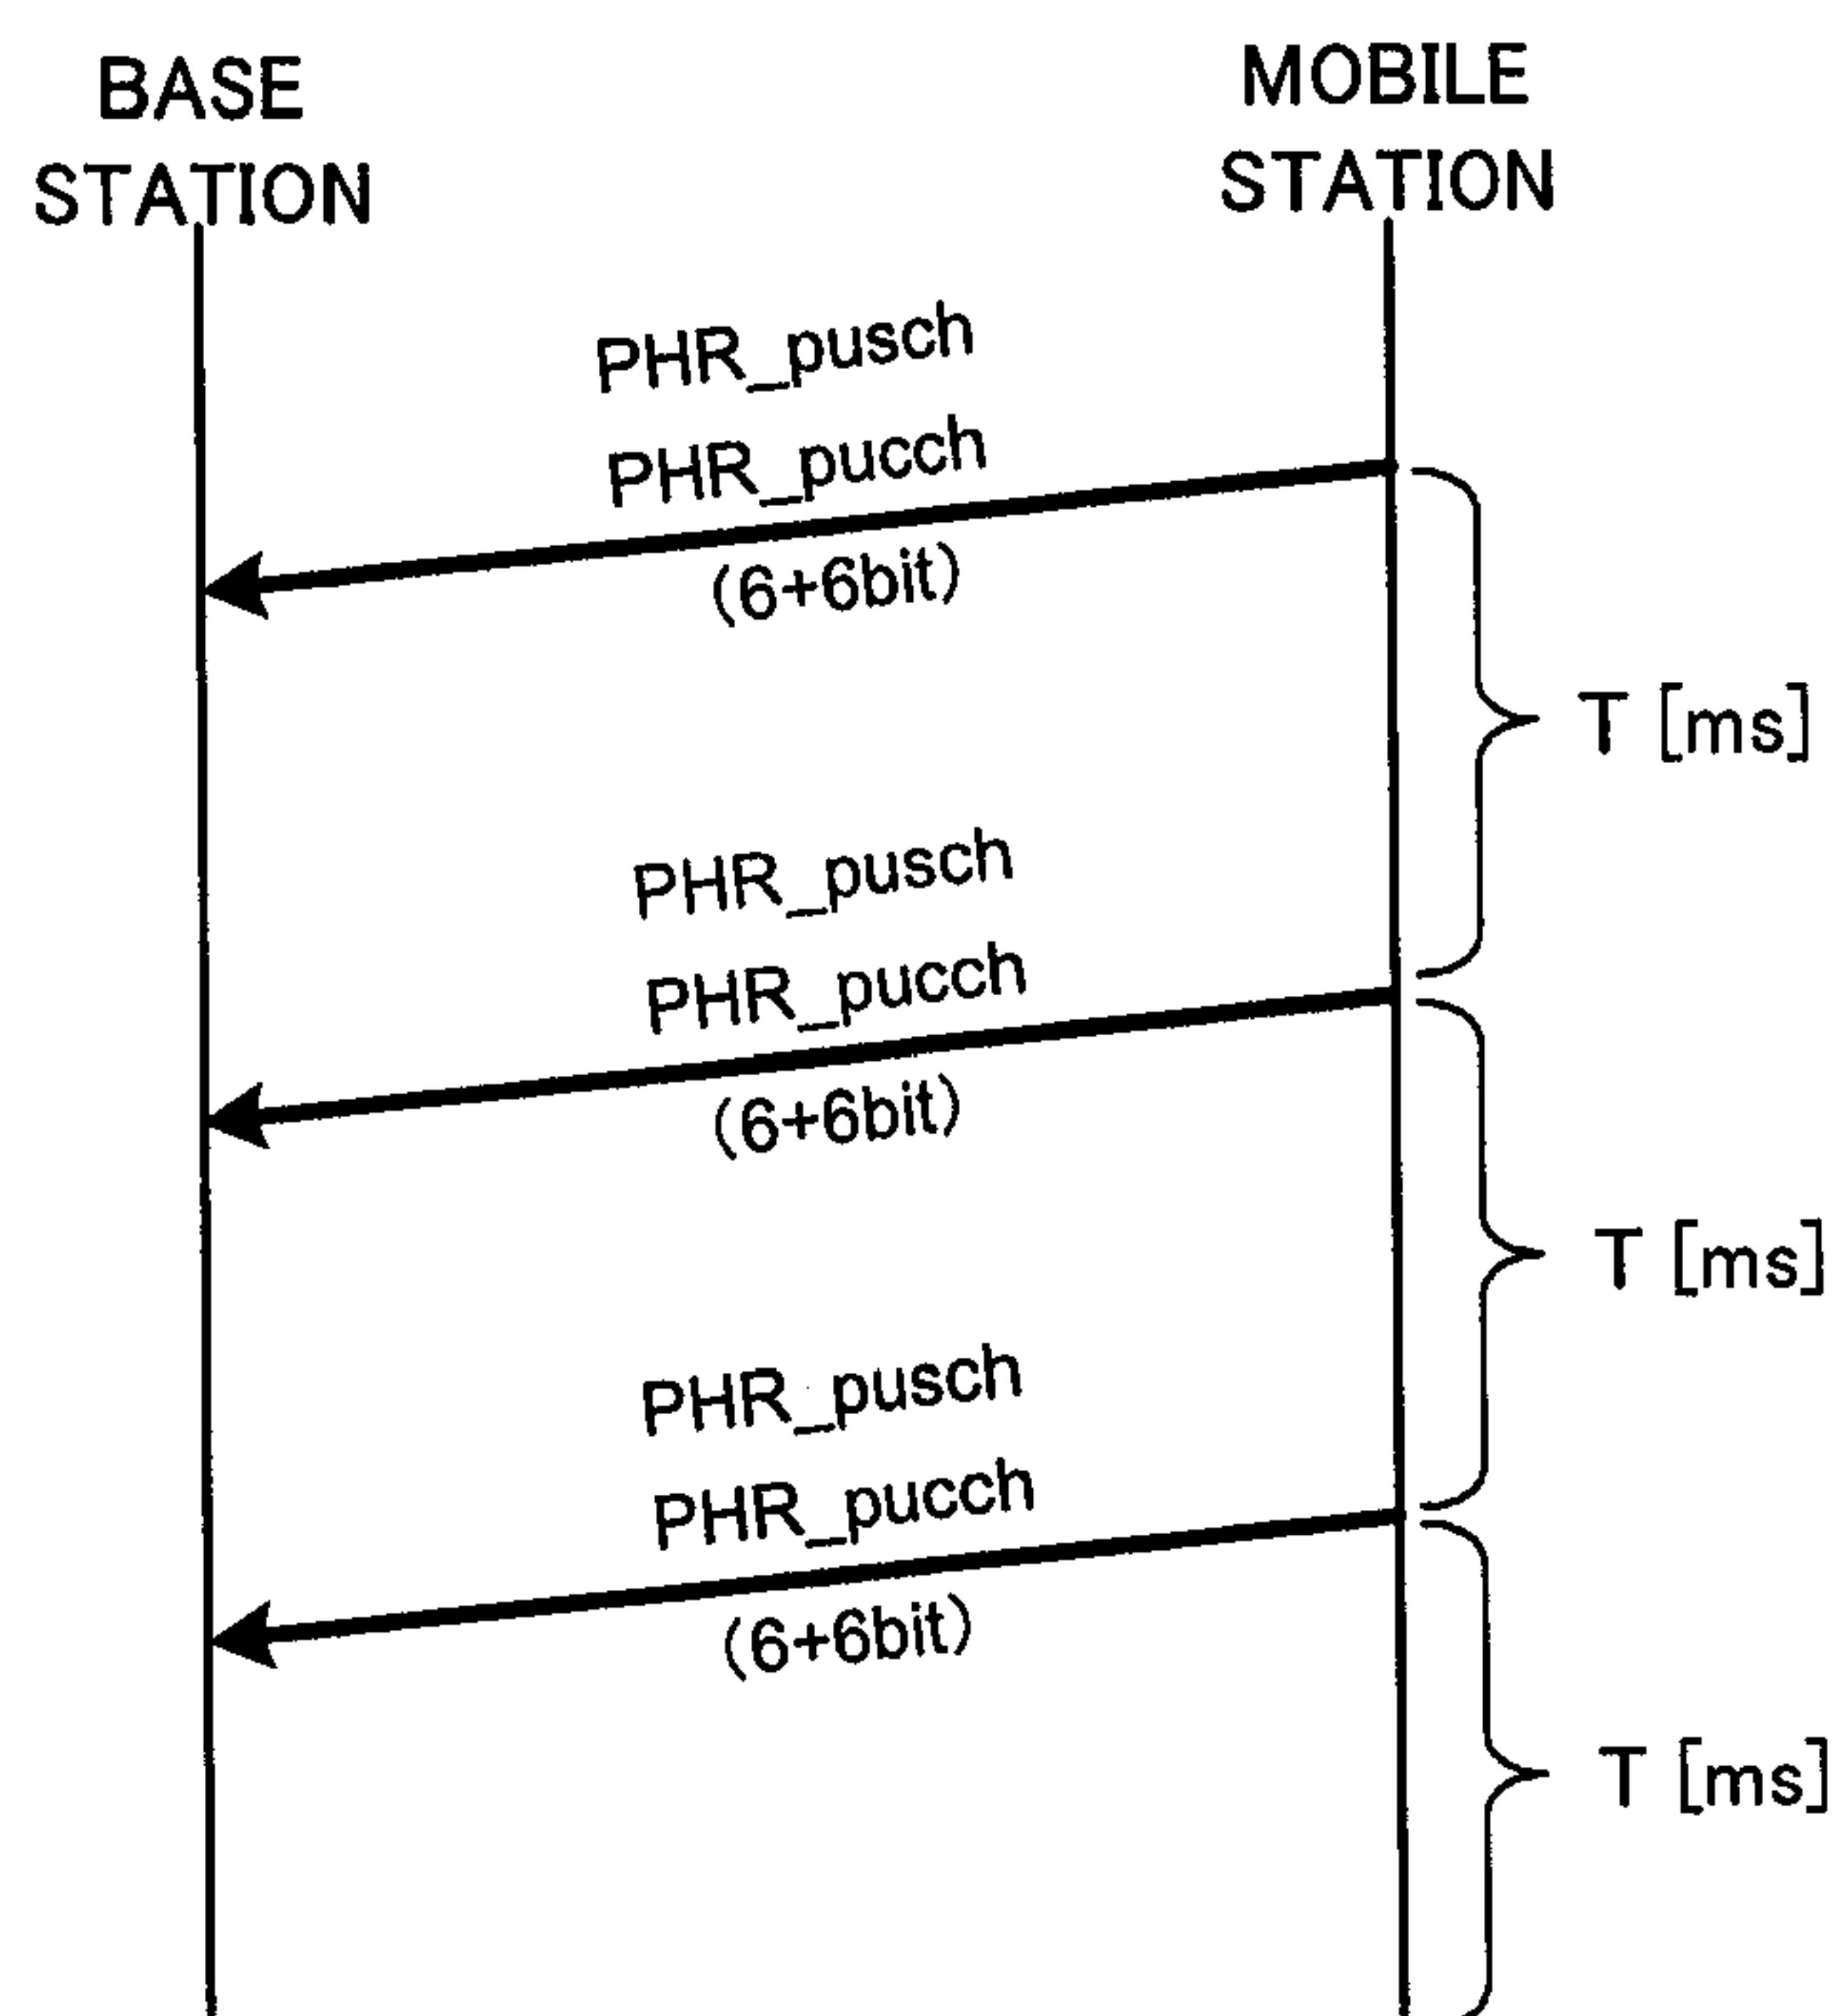 BASE
STATION
MOBILE
STATION
PHR_pusch
PHR_pucch
(6+6bit)
T [ms]
PHR_pusch
PHR_pucch
(6+6bit)
T [ms]
PHR_pusch
PHR_pucch
(6+6bit)
T [ms]